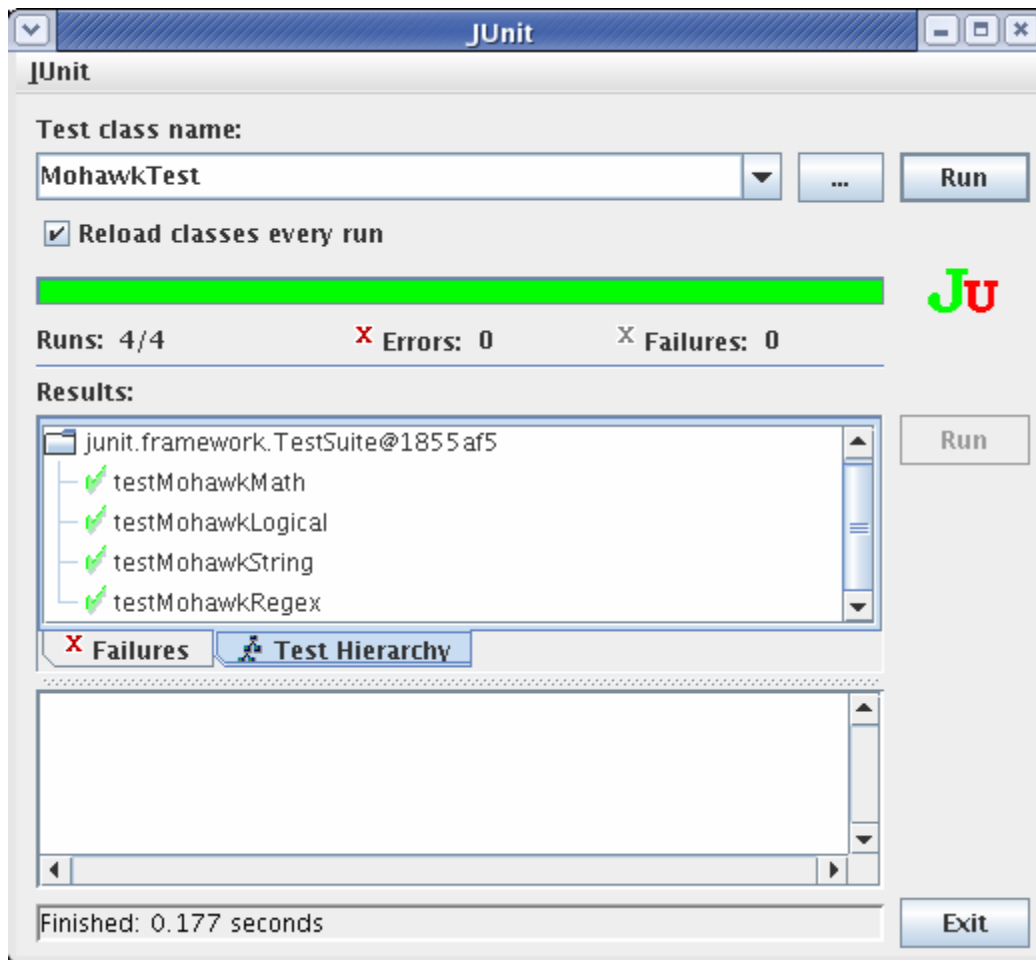 JUnit
JUnit
Test class name:
MohawkTest
...
Run
Reload classes every run
JU
Runs: 4/4
X Errors: 0
X Failures: 0
Results:
junit.framework.TestSuite@1855af5
Run
testMohawkMath
testMohawkLogical
testMohawkString
testMohawkRegex
X Failures
Test Hierarchy
Finished: 0.177 seconds
Exit